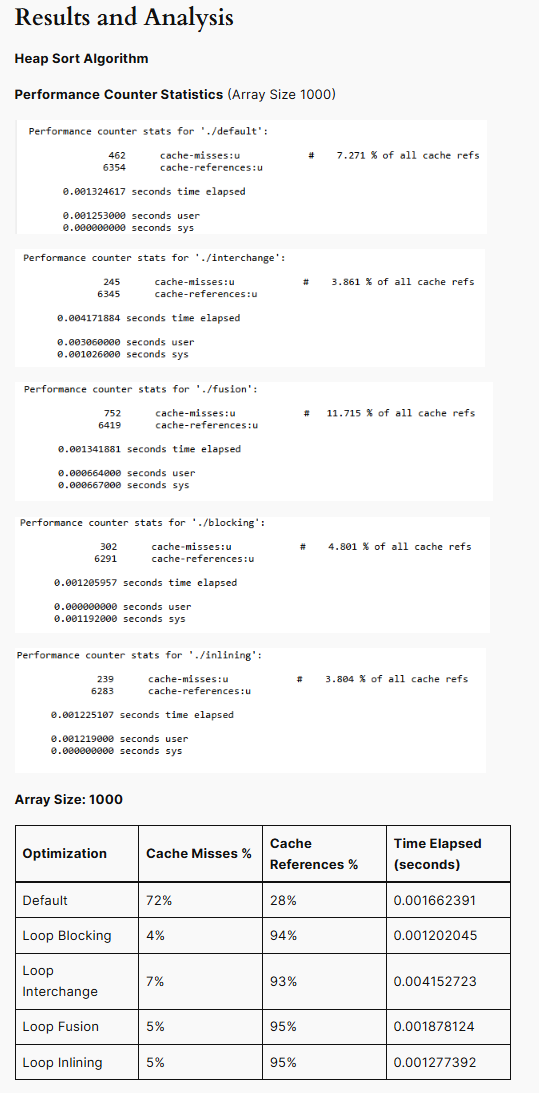 Results and Analysis
Heap Sort Algorithm
Performance Counter Statistics (Array Size 1000)
Performance counter stats for './default':
462 cache-misses:u # 7.271 % of all cache refs
6354 cache-references:u
0.001324617 seconds time elapsed
0.001253000 seconds user
0.000000000 seconds sys
Performance counter stats for './interchange':
245 cache-misses:u # 3.861 % of all cache refs
6345 cache-references:u
0.004171884 seconds time elapsed
0.003060000 seconds user
0.001026000 seconds sys
Performance counter stats for './fusion':
752 cache-misses:u # 11.715 % of all cache refs
6419 cache-references:u
0.001341881 seconds time elapsed
0.000664000 seconds user
0.000667000 seconds sys
Performance counter stats for './blocking':
302 cache-misses:u # 4.801 % of all cache refs
6291 cache-references:u
0.001205957 seconds time elapsed
0.000000000 seconds user
0.001192000 seconds sys
Performance counter stats for './inlining':
239 cache-misses:u # 3.804 % of all cache refs
6283 cache-references:u
0.001225107 seconds time elapsed
0.001219000 seconds user
0.000000000 seconds sys
Array Size: 1000
Optimization Cache Misses % Cache References % Time Elapsed (seconds)
Default 72% 28% 0.001662391
Loop Blocking 4% 94% 0.001202045
Loop Interchange 7% 93% 0.004152723
Loop Fusion 5% 95% 0.001878124
Loop Inlining 5% 95% 0.001277392